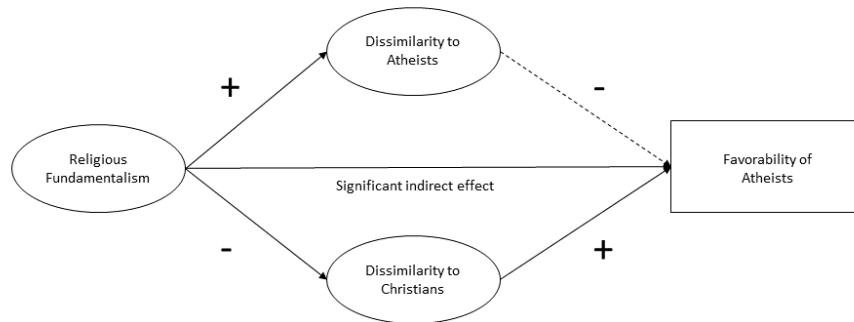 Dissimilarity to
Atheists
+
-
Religious
Fundamentalism
Favorability of
Atheists
Significant indirect effect
-
+
Dissimilarity to
Christians